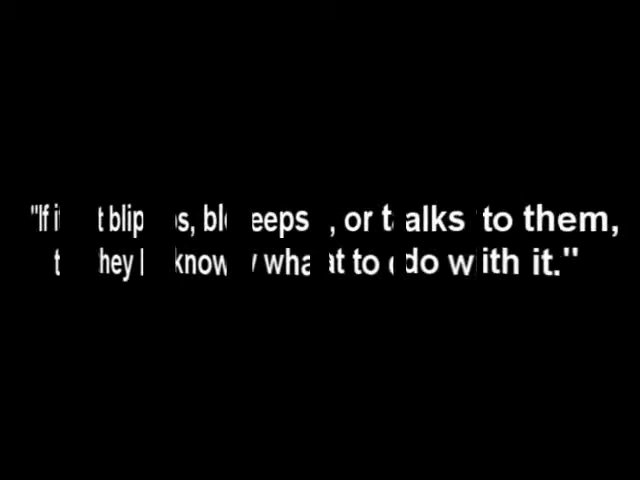 "If it blips, bleeps, or talks to them,
they know what to do with it."